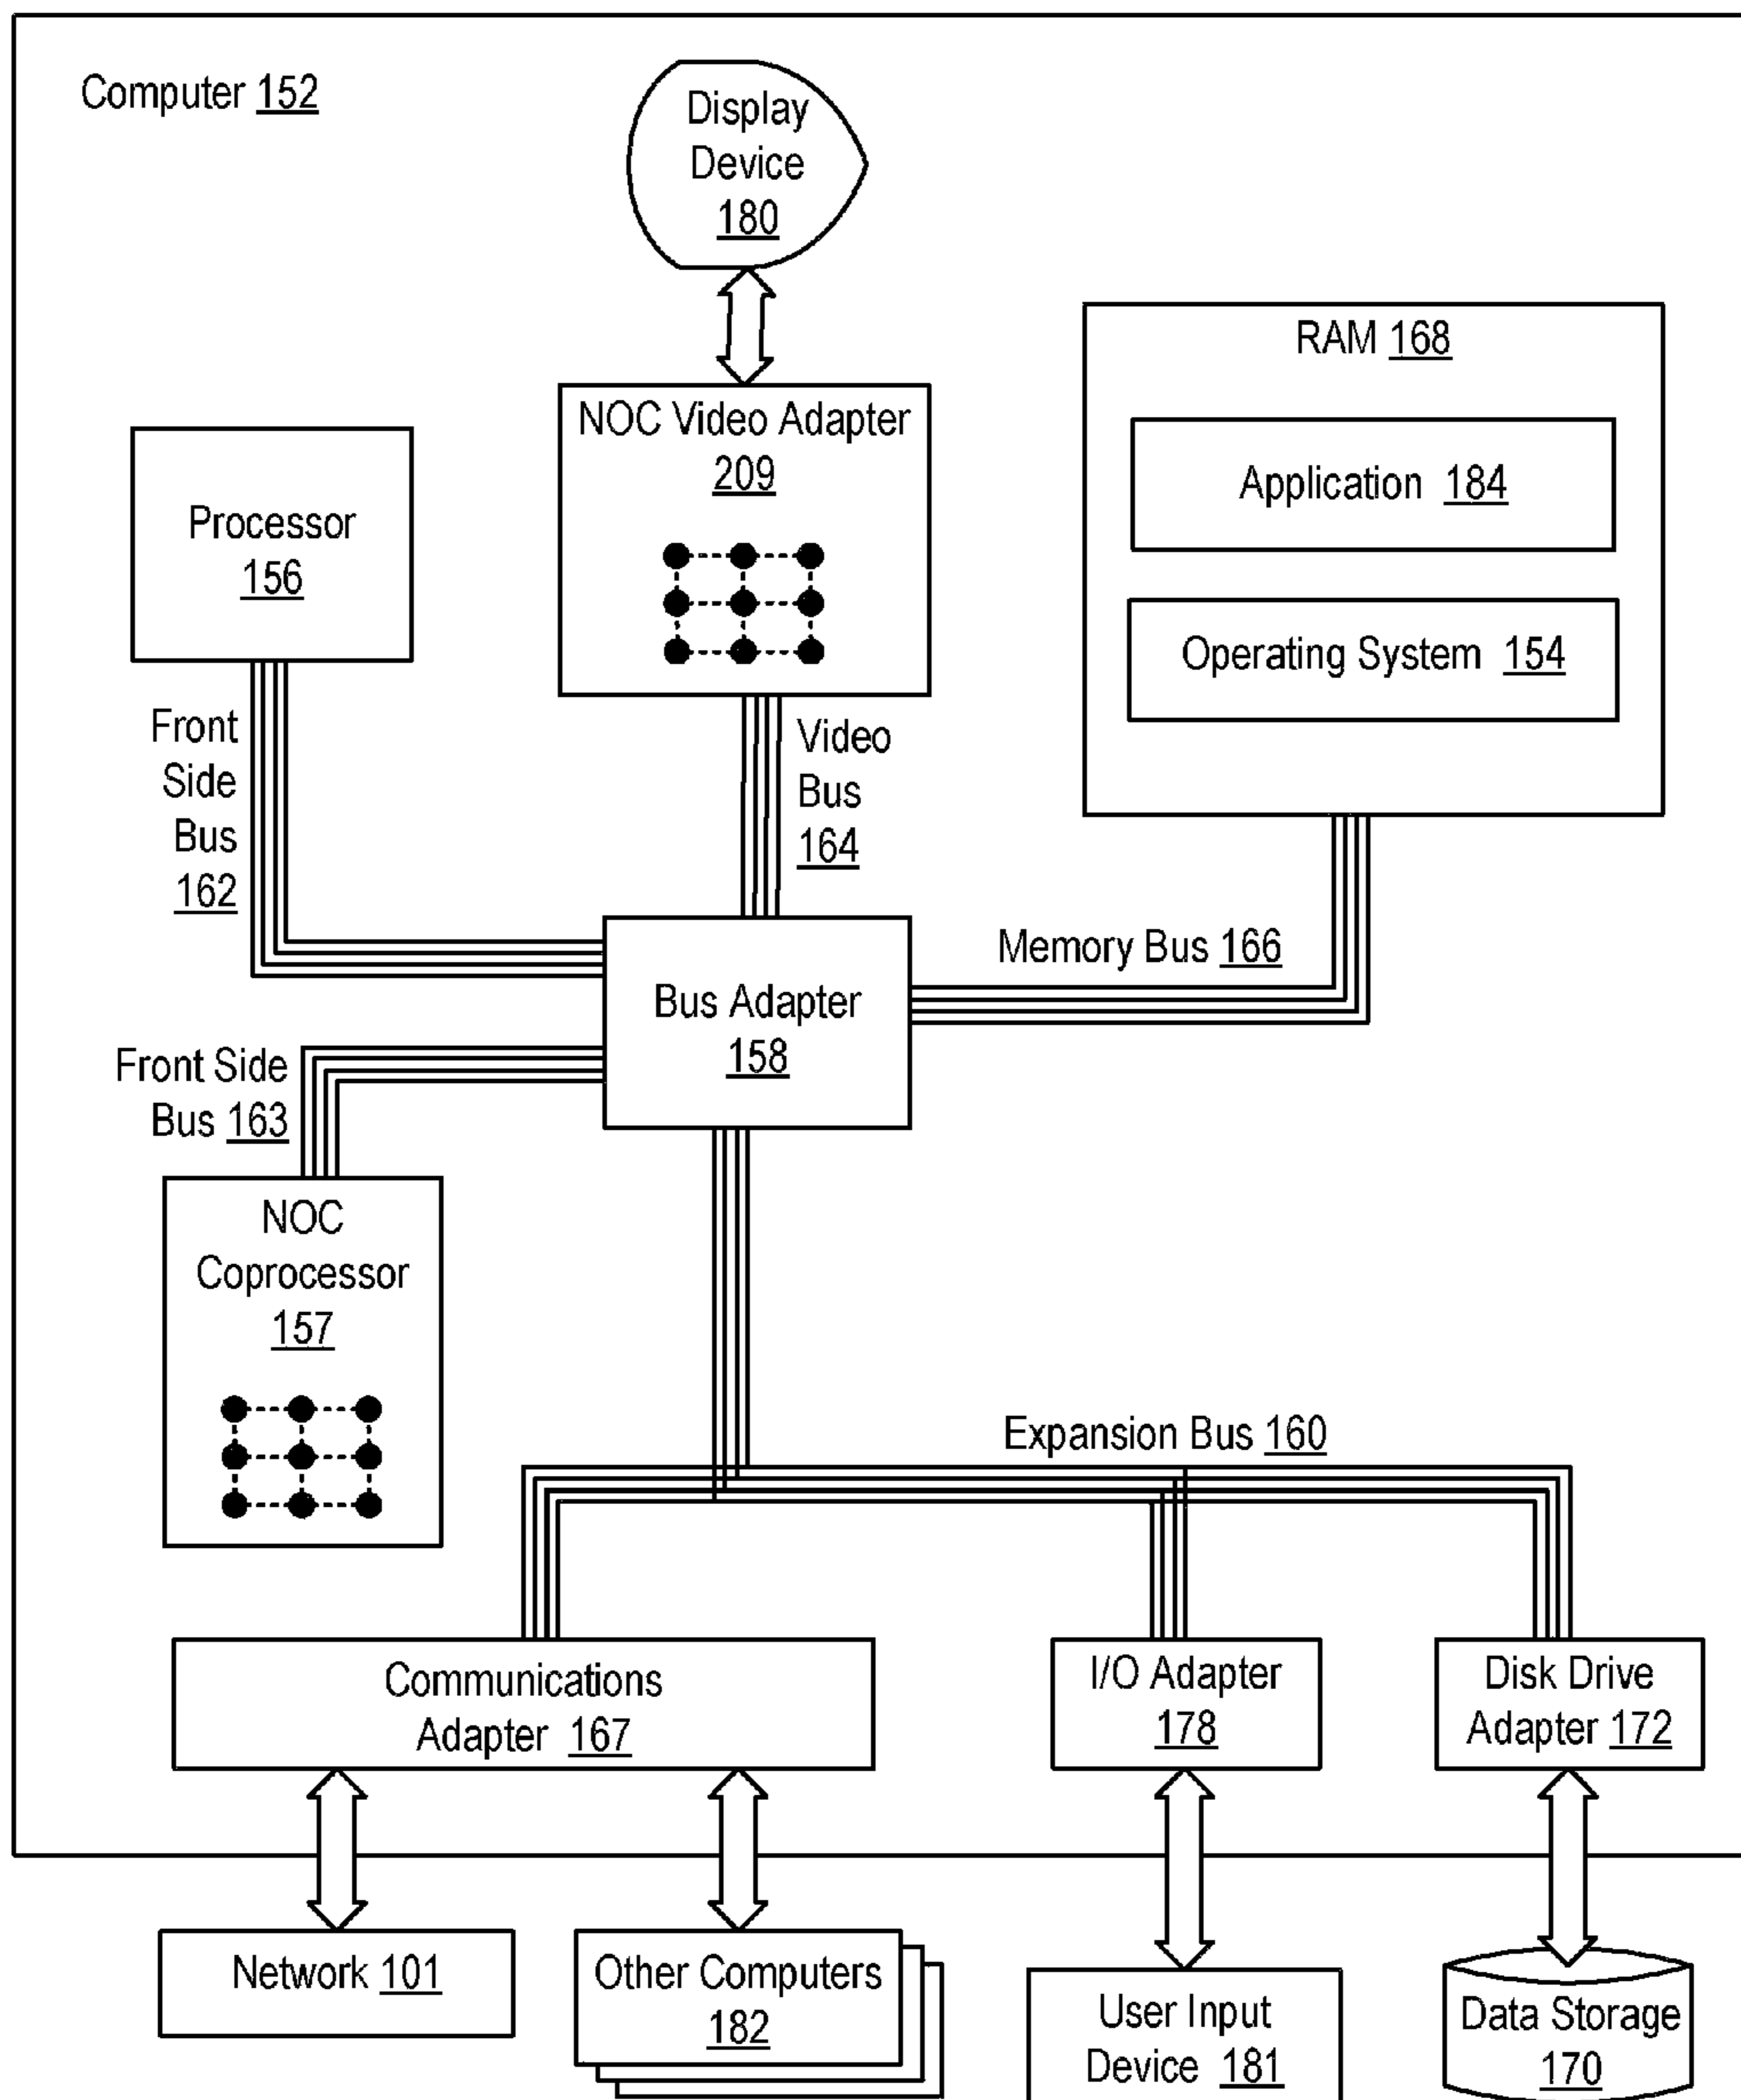 Computer 152
Display
Device
180
NOC Video Adapter
209
RAM 168
Application 184
Operating System 154
Processor
156
Front
Side
Bus
162
Video
Bus
164
Memory Bus 166
Bus Adapter
158
Front Side
Bus 163
NOC
Coprocessor
157
Expansion Bus 160
Communications
Adapter 167
I/O Adapter
178
Disk Drive
Adapter 172
Network 101
Other Computers
182
User Input
Device 181
Data Storage
170